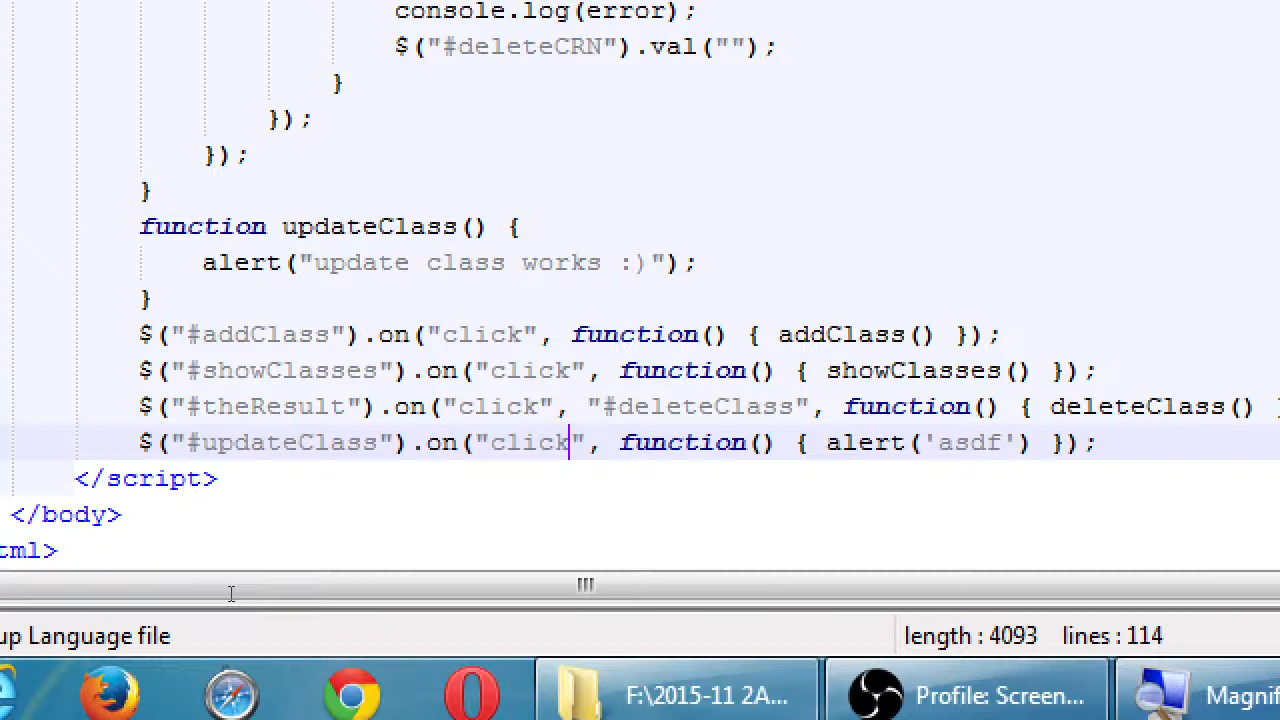 console.log(error);
$("#deleteCRN").val("");
}
});
});
}
function updateClass() {
alert("update class works :)");
}
$("#addClass").on("click", function() { addClass() });
$("#showClasses").on("click", function() { showClasses() });
$("#theResult").on("click", "#deleteClass", function() { deleteClass() }
$("#updateClass").on("click", function() { alert('asdf') });
</script>
</body>
tml>
up Language file length : 4093 lines : 114
F:\2015-11 2A... Profile: Screen... Magnif